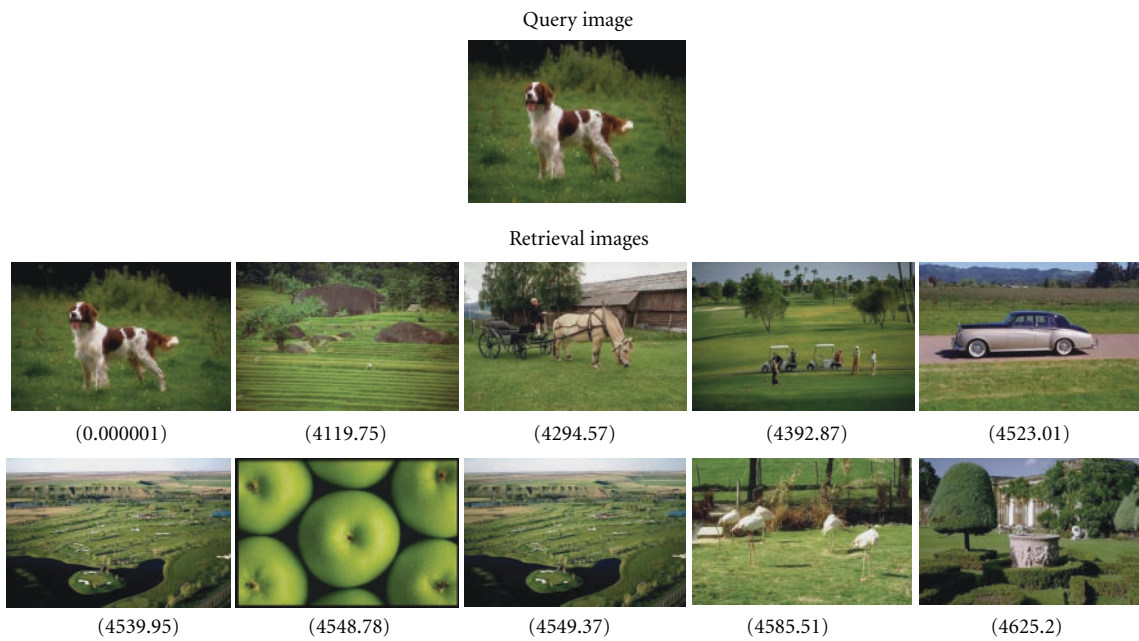 Query image
Retrieval images
(0.000001) (4119.75) (4294.57) (4392.87) (4523.01)
(4539.95) (4548.78) (4549.37) (4585.51) (4625.2)